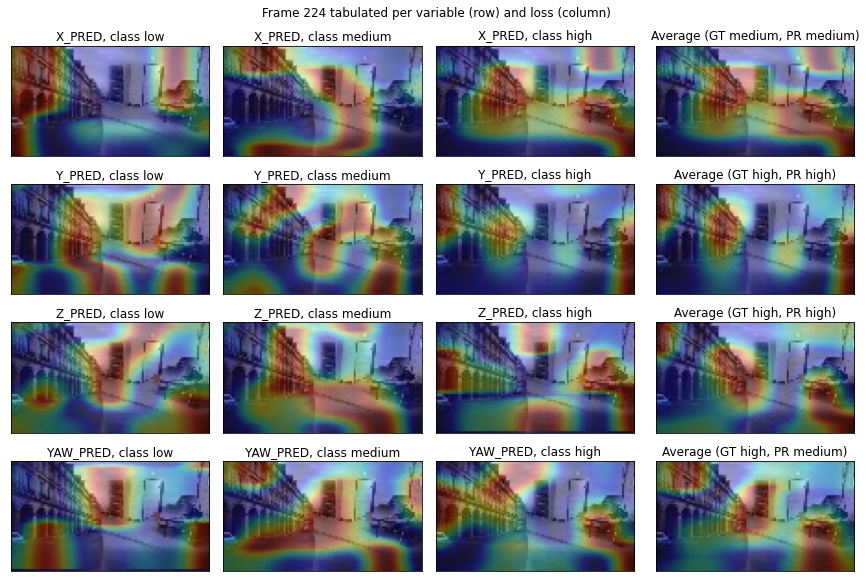 Frame 224 tabulated per variable (row) and loss (column)
X_PRED, class low
X_PRED, class medium
X_PRED, class high
Average (GT medium, PR medium)
Y_PRED, class low
Y_PRED, class medium
Y_PRED, class high
Average (GT high, PR high)
Z_PRED, class low
Z_PRED, class medium
Z_PRED, class high
Average (GT high, PR high)
YAW_PRED, class low
YAW_PRED, class medium
YAW_PRED, class high
Average (GT high, PR medium)